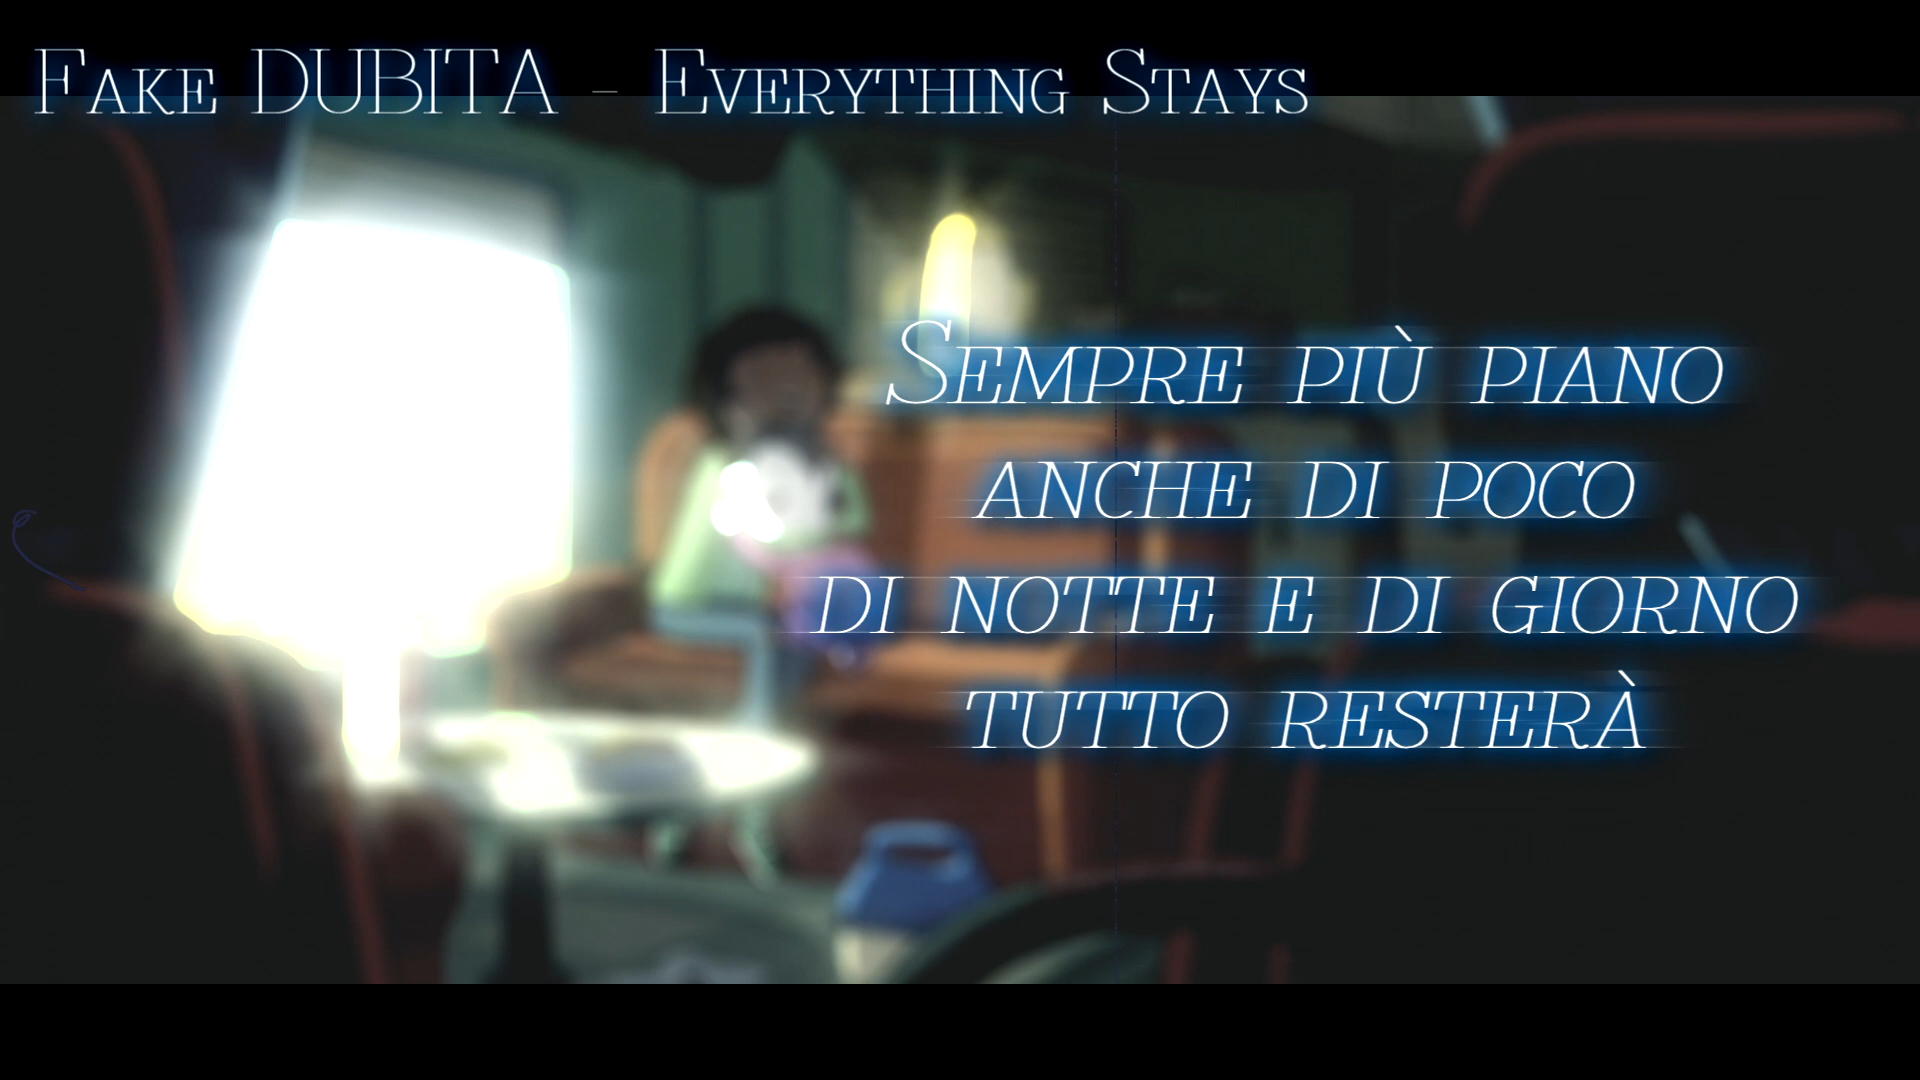 Fake DUBITA - Everything Stays
Sempre più piano
anche di poco
di notte e di giorno
tutto resterà